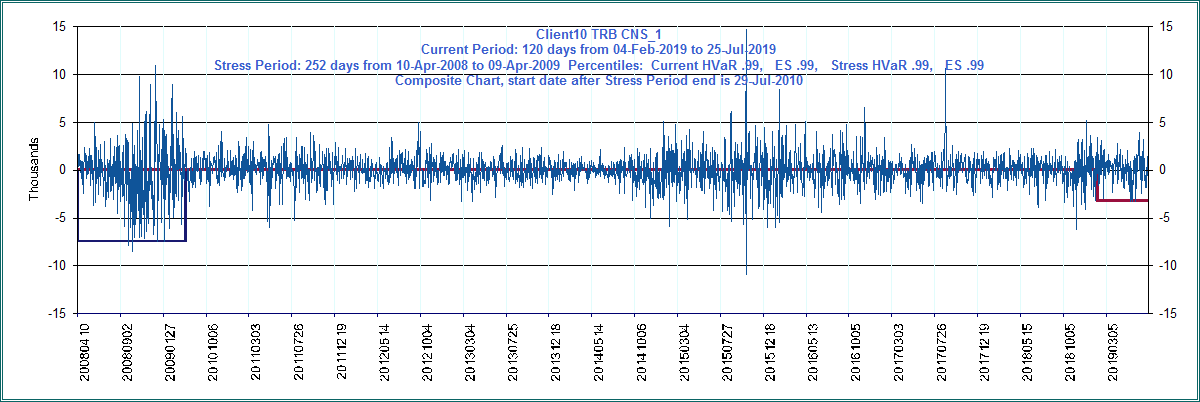 Client10 TRB CNS_1
Current Period: 120 days from 04-Feb-2019 to 25-Jul-2019
Stress Period: 252 days from 10-Apr-2008 to 09-Apr-2009 Percentiles: Current HVaR .99, ES .99, Stress HVaR .99, ES .99
Composite Chart, start date after Stress Period end is 29-Jul-2010
15 15
10 10
5 5
0 0
-5 -5
-10 -10
-15 -15
Thousands
20080410 20080902 20090127 20101006 20110303 20110726 20111219 20120514 20121004 20130304 20130725 20131218 20140514 20141006 20150304 20150727 20151218 20160513 20161005 20170303 20170726 20171219 20180515 20181005 20190305